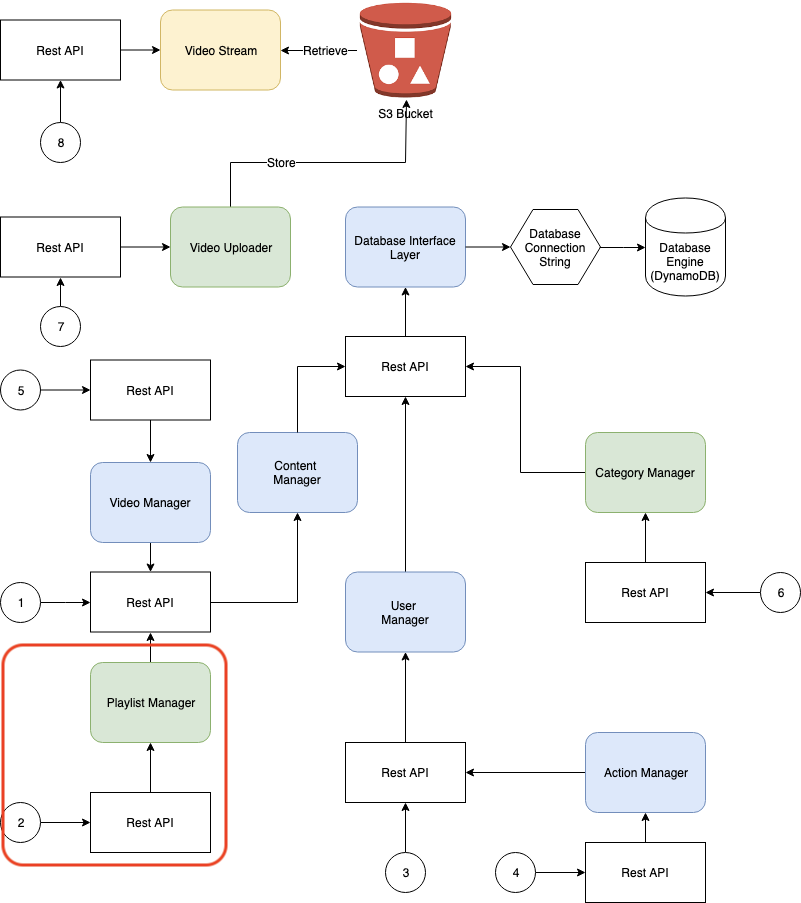 Rest API
Video Stream
Retrieve
S3 Bucket
8
Store
Rest API
Video Uploader
Database Interface
Layer
Database
Connection
String
Database
Engine
(DynamoDB)
7
5
Rest API
Rest API
Video Manager
Content
Manager
Category Manager
1
Rest API
User
Manager
Rest API
6
Playlist Manager
2
Rest API
Rest API
Action Manager
3
4
Rest API